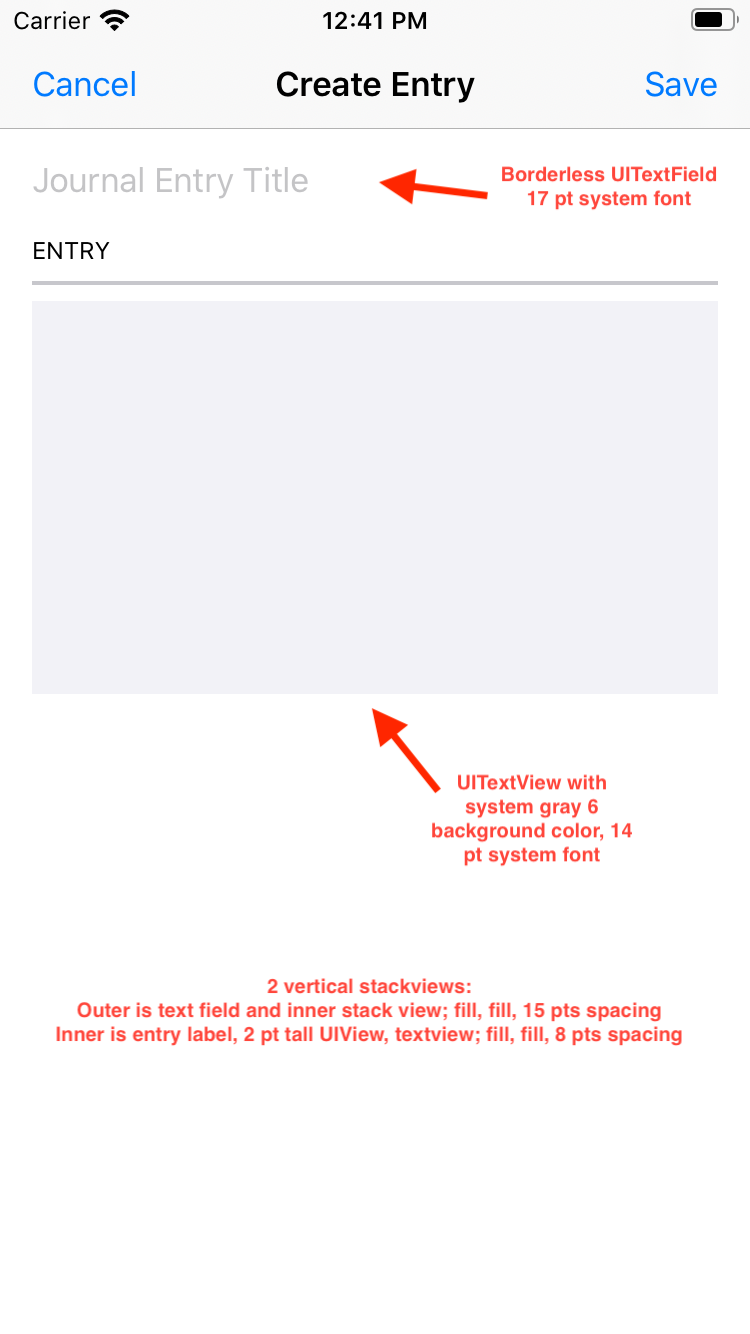 Carrier 12:41 PM
Cancel Create Entry Save
Journal Entry Title
Borderless UITextField
17 pt system font
ENTRY
UITextView with
system gray 6
background color, 14
pt system font
2 vertical stackviews:
Outer is text field and inner stack view; fill, fill, 15 pts spacing
Inner is entry label, 2 pt tall UIView, textview; fill, fill, 8 pts spacing